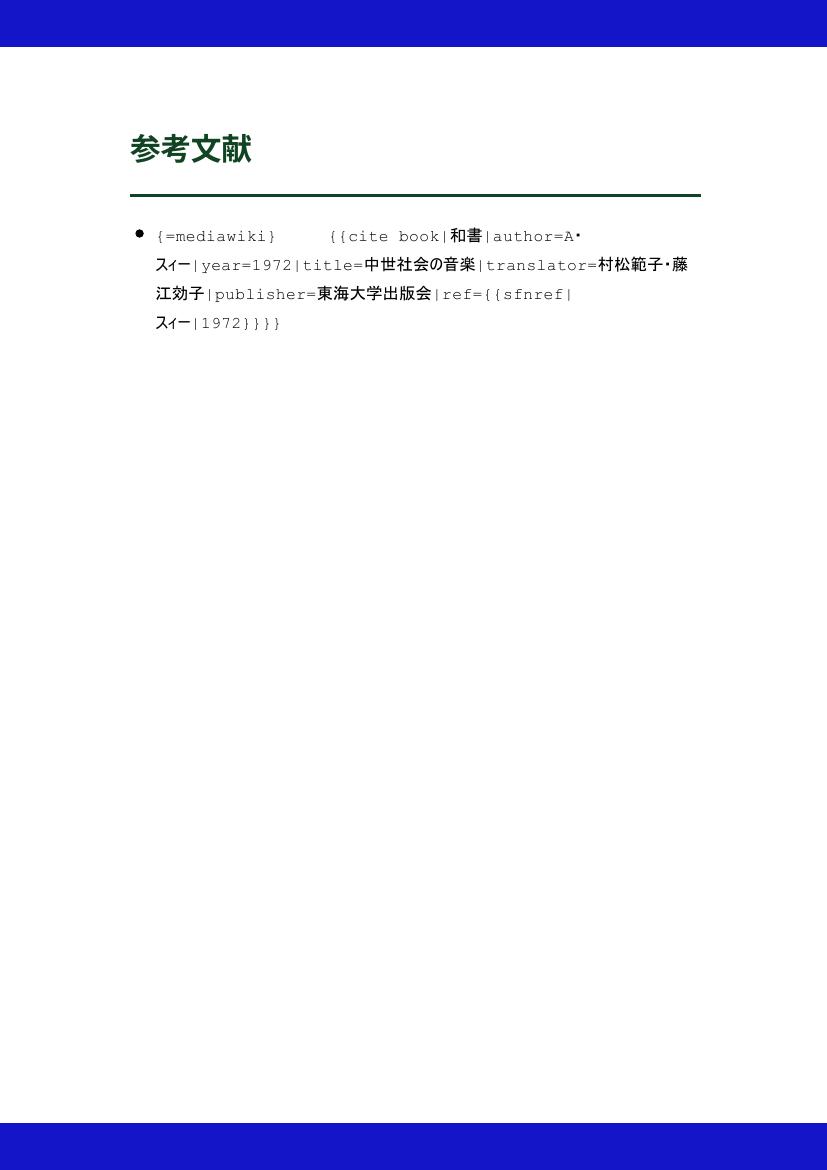 参考文献
● {=mediawiki} {{cite book|和書|author=A・
スィー|year=1972|title=中世社会の音楽|translator=村松範子・藤
江効子|publisher=東海大学出版会|ref={{sfnref|
スィー|1972}}}}